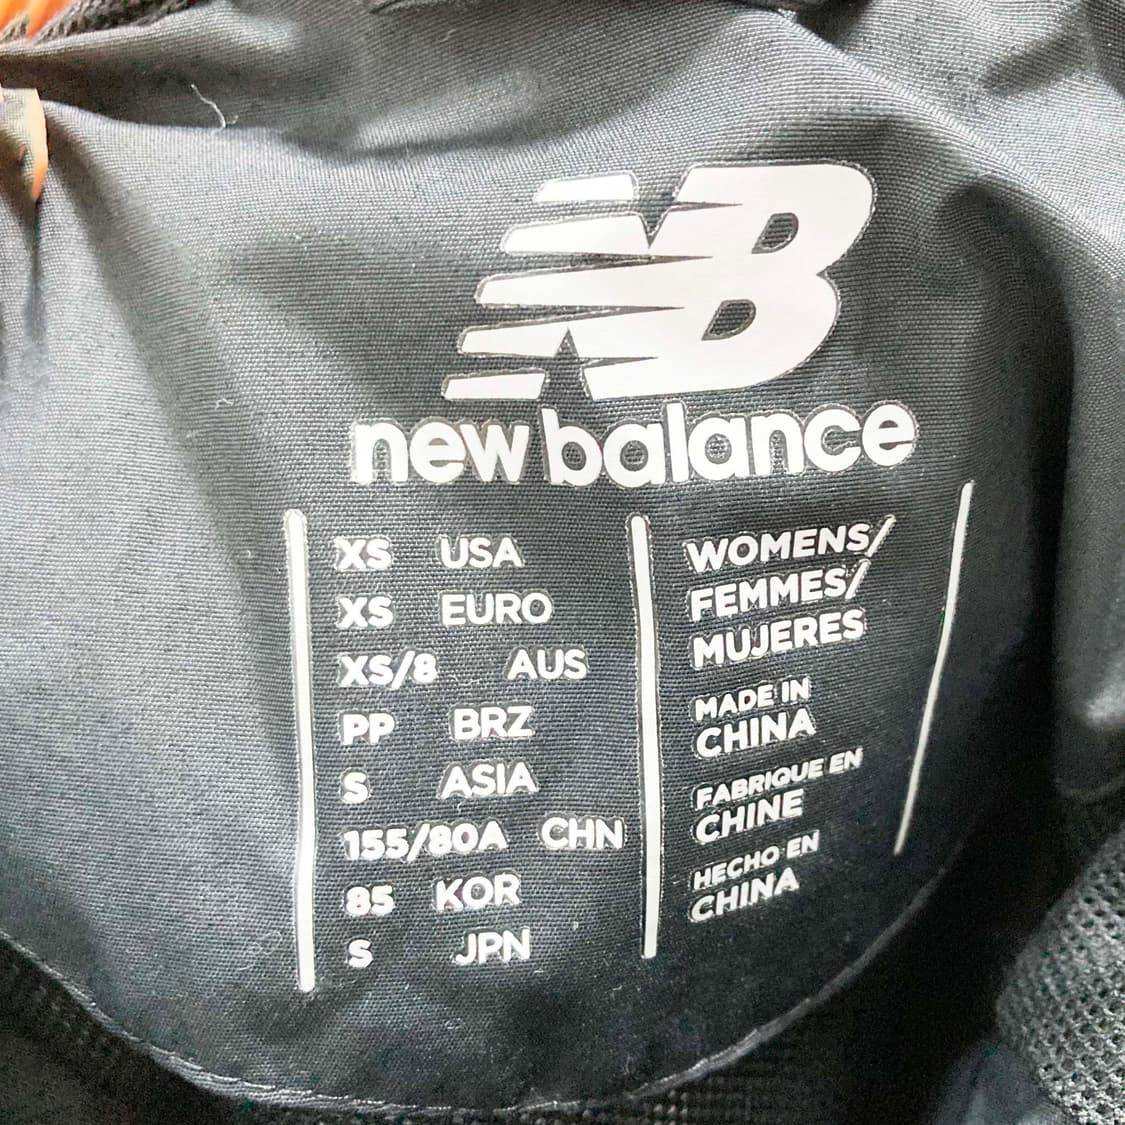 NB
new balance
XS USA
XS EURO
XS/8 AUS
PP BRZ
S ASIA
155/80A CHN
85 KOR
S JPN
WOMENS/
FEMMES/
MUJERES
MADE IN
CHINA
FABRIQUE EN
CHINE
HECHO EN
CHINA